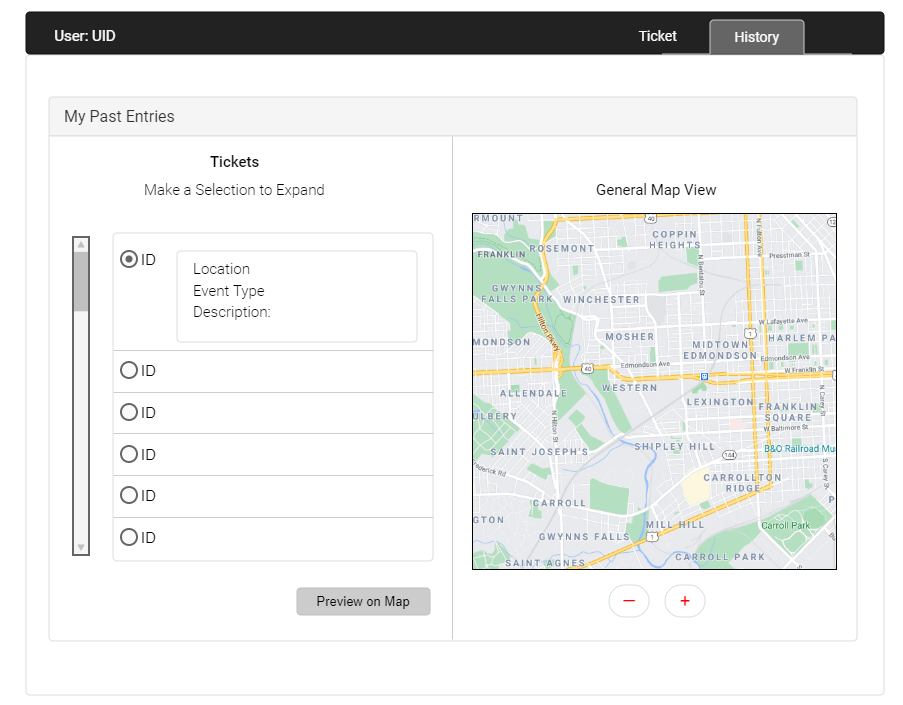 User: UID
Ticket
History
My Past Entries
Tickets
Make a Selection to Expand
ID
Location
Event Type
Description:
ID
ID
ID
ID
ID
Preview on Map
General Map View
RMOUNT
40
COPPIN
HEIGHTS
N Fulton Ave
ROSEMONT
FRANKLIN
Presstman St
N Bentalou St
GWYNNS
FALLS PARK
WINCHESTER
Hilton Pkwy
W Lafayette Ave
1
MONDSON
MOSHER
HARLEM PA
MIDTOWN
EDMONDSON
Edmondson Ave
Edmondson Ave
40
W Franklin St
WESTERN
ALLENDALE
N Carey St
LEXINGTON
FRANKLIN
SQUARE
ULBERY
N Hilton St
W Baltimore St
SAINT JOSEPH'S
SHIPLEY HILL
144
B&O Railroad Mu
ederick Rd
S Carey St
CARROLLTON
RIDGE
CARROLL
P
GTON
MILL HILL
Carroll Park
GWYNNS FALLS
1
SAINT AGNES
CARROLL PARK
−
+